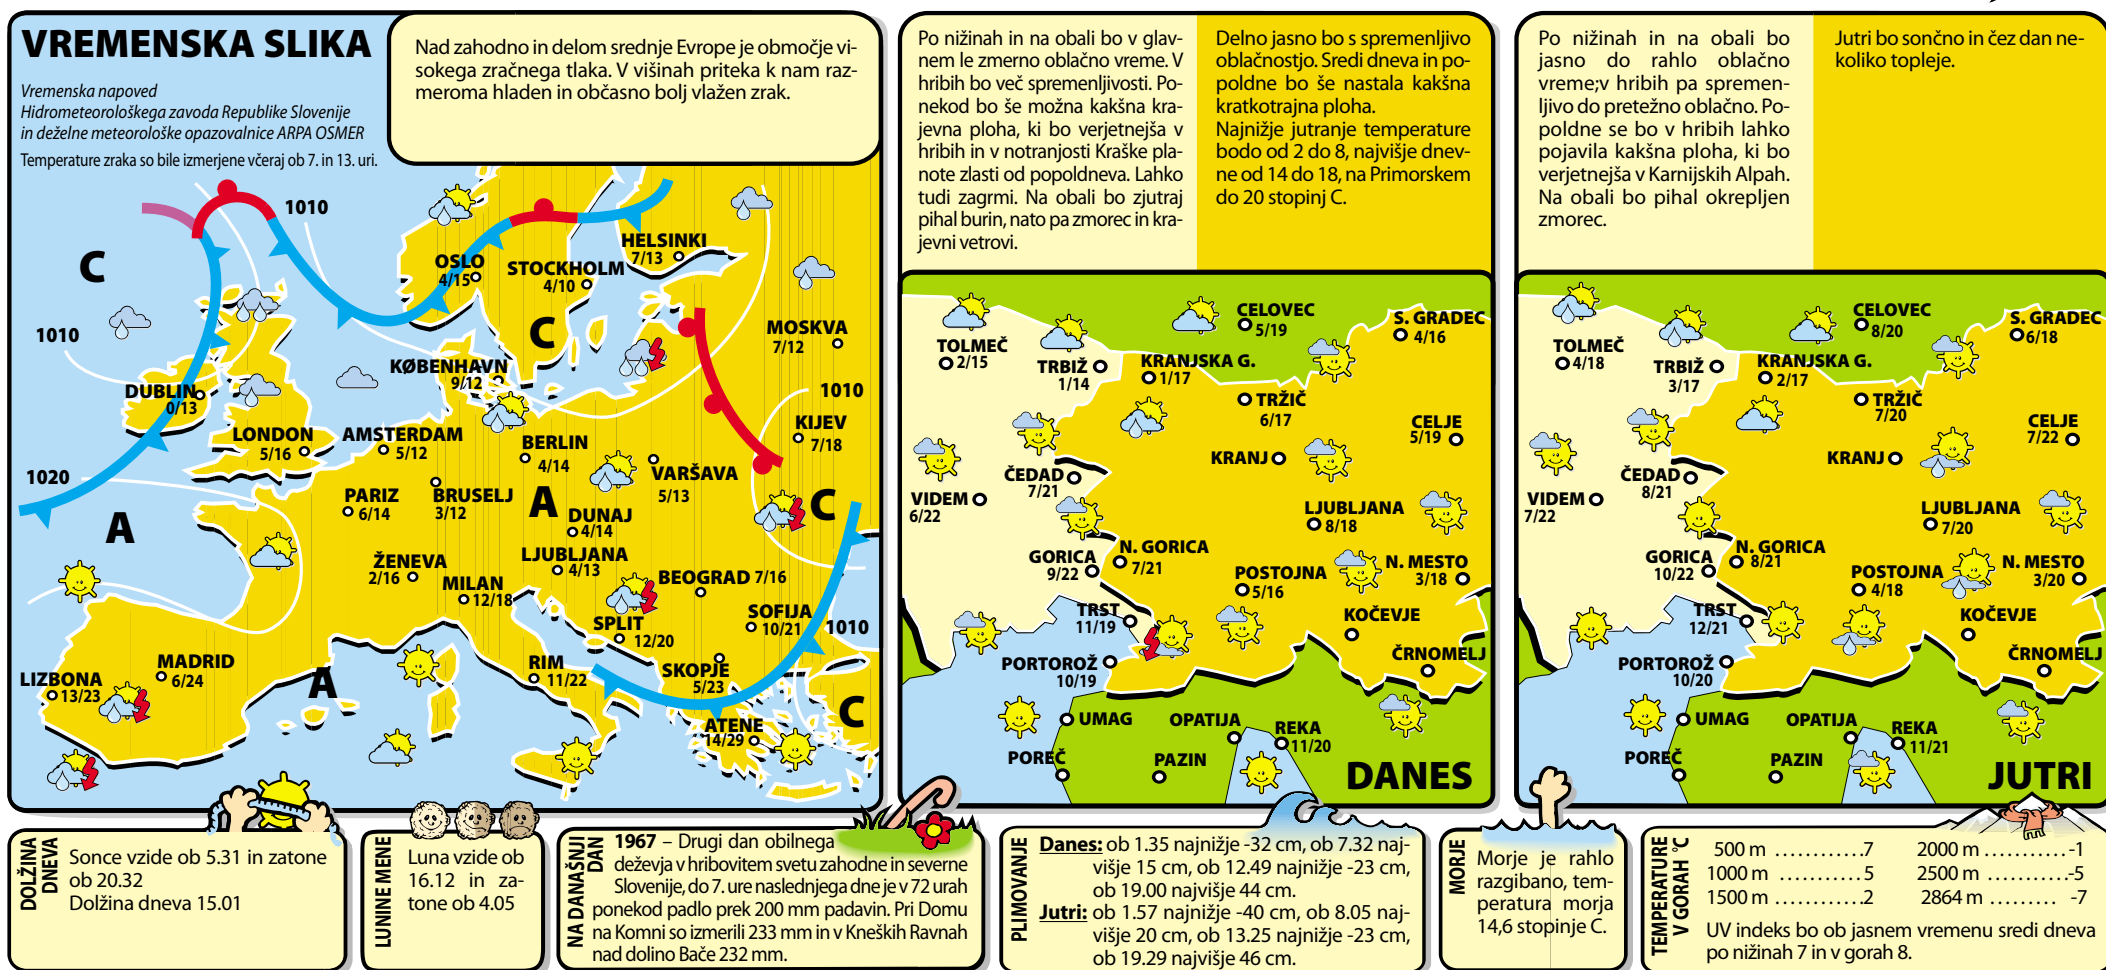 VREMENSKA SLIKA
Vremenska napoved
Hidrometeorološkega zavoda Republike Slovenije
in deželne meteorološke opazovalnice ARPA OSMER
Temperature zraka so bile izmerjene včeraj ob 7. in 13. uri.
Nad zahodno in delom srednje Evrope je območje vi-
sokega zračnega tlaka. V višinah priteka k nam raz-
meroma hladen in občasno bolj vlažen zrak.
1010
C
HELSINKI
7/13
OSLO
4/15
STOCKHOLM
4/10
1010
C
MOSKVA
7/12
KØBENHAVN
9/12
DUBLIN
0/13
1010
KIJEV
7/18
LONDON
5/16
AMSTERDAM
5/12
BERLIN
4/14
VARŠAVA
5/13
1020
PARIZ
6/14
BRUSELJ
3/12
A
C
A
DUNAJ
4/14
LJUBLJANA
4/13
ŽENEVA
2/16
MILAN
12/18
BEOGRAD 7/16
SOFIJA
10/21
1010
SPLIT
12/20
MADRID
6/24
LIZBONA
13/23
A
RIM
11/22
SKOPJE
5/23
C
ATENE
14/29
Po nižinah in na obali bo v glav-
nem le zmerno oblačno vreme. V
hribih bo več spremenljivosti. Po-
nekod bo še možna kakšna kra-
jevna ploha, ki bo verjetnejša v
hribih in v notranjosti Kraške pla-
note zlasti od popoldneva. Lahko
tudi zagrmi. Na obali bo zjutraj
pihal burin, nato pa zmorec in kra-
jevni vetrovi.
Delno jasno bo s spremenljivo
oblačnostjo. Sredi dneva in po-
poldne bo še nastala kakšna
kratkotrajna ploha.
Najnižje jutranje temperature
bodo od 2 do 8, najvišje dnev-
ne od 14 do 18, na Primorskem
do 20 stopinj C.
CELOVEC
5/19
S. GRADEC
4/16
TOLMEČ
2/15
TRBIŽ
1/14
KRANJSKA G.
1/17
TRŽIČ
6/17
CELJE
5/19
KRANJ
ČEDAD
7/21
VIDEM
6/22
LJUBLJANA
8/18
GORICA
9/22
N. GORICA
7/21
POSTOJNA
5/16
N. MESTO
3/18
TRST
11/19
KOČEVJE
PORTOROŽ
10/19
ČRNOMELJ
UMAG
OPATIJA
REKA
11/20
POREČ
PAZIN
DANES
Po nižinah in na obali bo
jasno do rahlo oblačno
vreme;v hribih pa spremen-
ljivo do pretežno oblačno. Po-
poldne se bo v hribih lahko
pojavila kakšna ploha, ki bo
verjetnejša v Karnijskih Alpah.
Na obali bo pihal okrepljen
zmorec.
Jutri bo sončno in čez dan ne-
koliko topleje.
CELOVEC
8/20
S. GRADEC
6/18
TOLMEČ
4/18
TRBIŽ
3/17
KRANJSKA G.
2/17
TRŽIČ
7/20
CELJE
7/22
KRANJ
ČEDAD
8/21
VIDEM
7/22
LJUBLJANA
7/20
GORICA
10/22
N. GORICA
8/21
POSTOJNA
4/18
N. MESTO
3/20
TRST
12/21
KOČEVJE
PORTOROŽ
10/20
ČRNOMELJ
UMAG
OPATIJA
REKA
11/21
POREČ
PAZIN
JUTRI
DOLŽINA
DNEVA
Sonce vzide ob 5.31 in zatone
ob 20.32
Dolžina dneva 15.01
LUNINE MENE
Luna vzide ob
16.12 in za-
tone ob 4.05
NA DANAŠNJI
DAN
1967 – Drugi dan obilnega
deževja v hribovitem svetu zahodne in severne
Slovenije, do 7. ure naslednjega dne je v 72 urah
ponekod padlo prek 200 mm padavin. Pri Domu
na Komni so izmerili 233 mm in v Kneških Ravnah
nad dolino Bače 232 mm.
PLIMOVANJE
Danes: ob 1.35 najnižje -32 cm, ob 7.32 naj-
višje 15 cm, ob 12.49 najnižje -23 cm,
ob 19.00 najvišje 44 cm.
Jutri: ob 1.57 najnižje -40 cm, ob 8.05 naj-
višje 20 cm, ob 13.25 najnižje -23 cm,
ob 19.29 najvišje 46 cm.
MORJE
Morje je rahlo
razgibano, tem-
peratura morja
14,6 stopinje C.
TEMPERATURE
V GORAH °C
500 m ............7
1000 m ...........5
1500 m ............2
2000 m ...........-1
2500 m ...........-5
2864 m ......... -7
UV indeks bo ob jasnem vremenu sredi dneva
po nižinah 7 in v gorah 8.